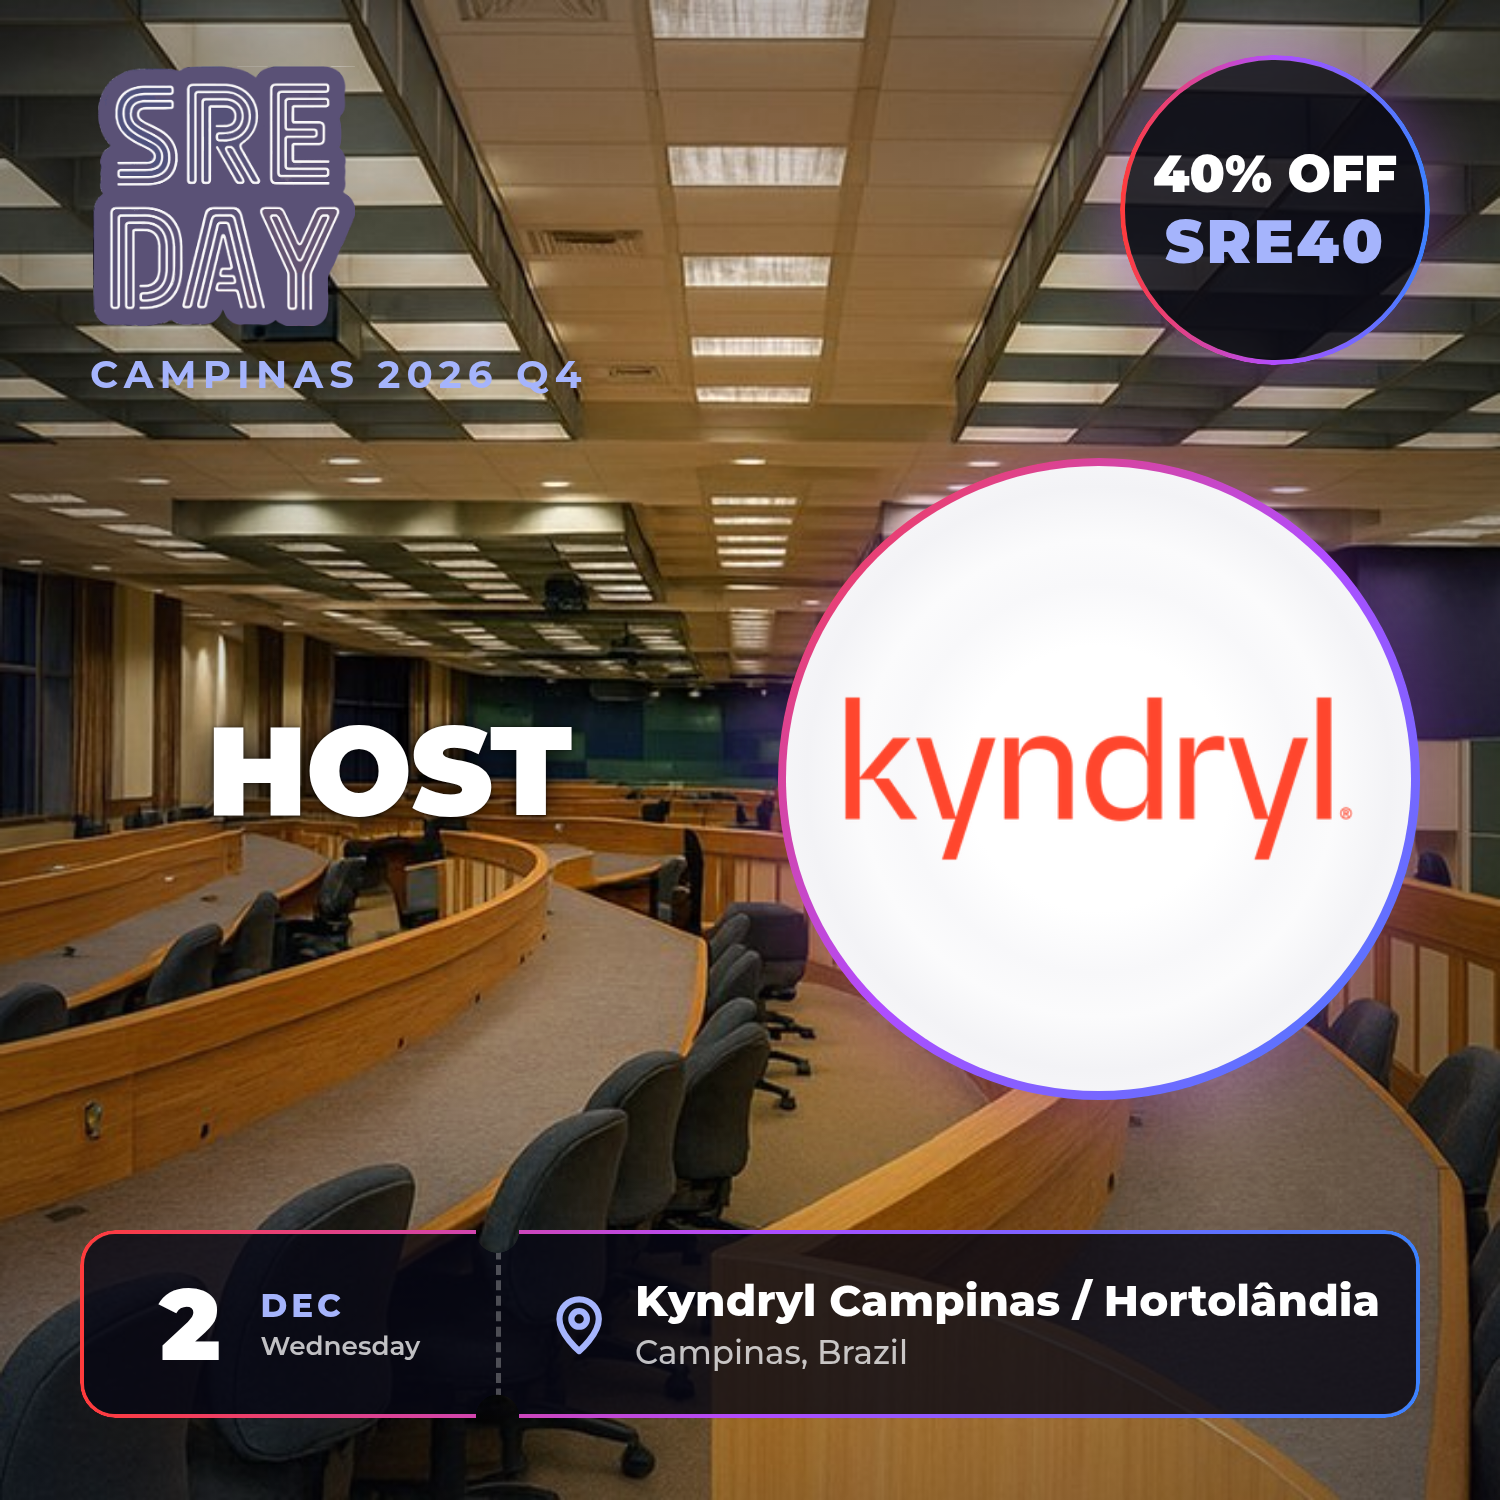 SRE
DAY
CAMPINAS 2026 Q4
40% OFF
SRE40
HOST
kyndryl®
2
DEC
Wednesday
Kyndryl Campinas / Hortolândia
Campinas, Brazil